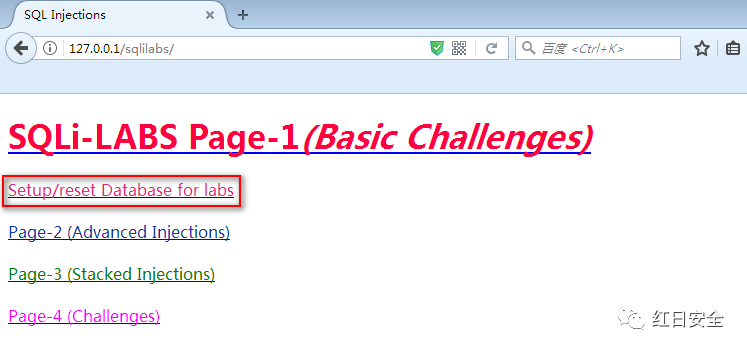 SQL Injections
127.0.0.1/sqlilabs/
百度 <Ctrl+K>
SQLi-LABS Page-1(Basic Challenges)
Setup/reset Database for labs
Page-2 (Advanced Injections)
Page-3 (Stacked Injections)
Page-4 (Challenges)
红日安全